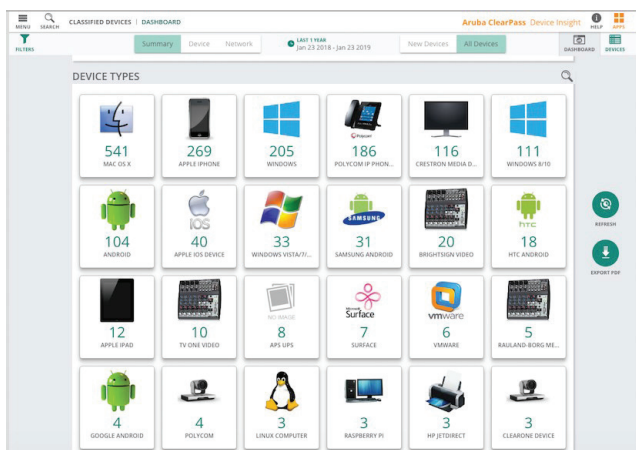 MENU SEARCH CLASSIFIED DEVICES | DASHBOARD Aruba ClearPass Device Insight HELP APPS
FILTERS Summary Device Network LAST 1 YEAR New Devices All Devices DASHBOARD DEVICES
Jan 23 2018 - Jan 23 2019
DEVICE TYPES
Polycom
541 269 205 186 116 111
MAC OS X APPLE IPHONE WINDOWS POLYCOM IP PHON... CRESTRON MEDIA D... WINDOWS 8/10
iOS SAMSUNG hTC
104 40 33 31 20 18
ANDROID APPLE IOS DEVICE WINDOWS VISTA/7/... SAMSUNG ANDROID BRIGHTSIGN VIDEO HTC ANDROID
REFRESH
EXPORT PDF
NO IMAGE Surface vmware
12 10 8 7 6 5
APPLE IPAD TV ONE VIDEO APS UPS SURFACE VMWARE RAULAND-BORG ME...
4 4 3 3 3 3
GOOGLE ANDROID POLYCOM LINUX COMPUTER RASPBERRY PI HP JETDIRECT CLEARONE DEVICE